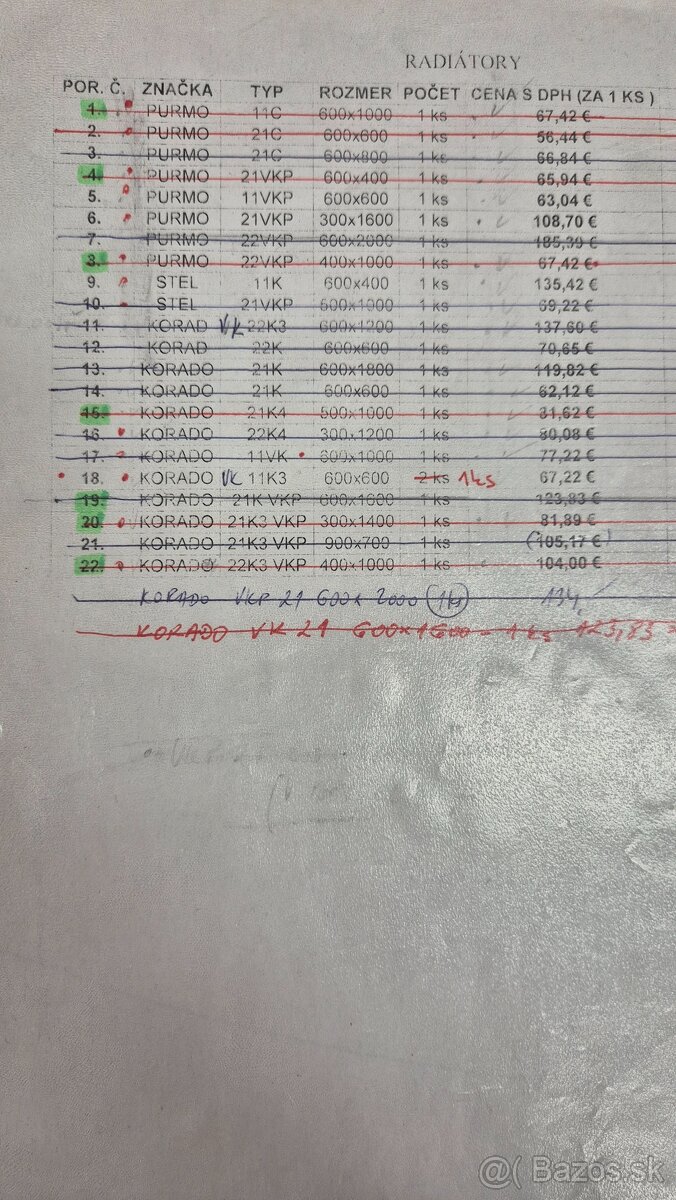 RADIÁTORY
POR. Č. ZNAČKA TYP ROZMER POČET CENA S DPH (ZA 1 KS )
1. PURMO 11C 600x1000 1 ks 67,42 €
2. PURMO 21C 600x600 1 ks 56,44 €
3. PURMO 21C 600x800 1 ks 66,84 €
4. PURMO 21VKP 600x400 1 ks 65,94 €
5. PURMO 11VKP 600x600 1 ks 63,04 €
6. PURMO 21VKP 300x1600 1 ks 108,70 €
7. PURMO 22VKP 600x2000 1 ks 185,39 €
8. PURMO 22VKP 400x1000 1 ks 67,42 €
9. STEL 11K 600x400 1 ks 135,42 €
10. STEL 21VKP 500x1000 1 ks 69,22 €
11. KORAD VK 22K3 600x1200 1 ks 137,60 €
12. KORAD 22K 600x600 1 ks 70,65 €
13. KORADO 21K 600x1800 1 ks 119,82 €
14. KORADO 21K 600x600 1 ks 62,12 €
15. KORADO 21K4 500x1000 1 ks 81,62 €
16. KORADO 22K4 300x1200 1 ks 80,08 €
17. KORADO 11VK 600x1000 1 ks 77,22 €
18. KORADO VK 11K3 600x600 2 ks 1ks 67,22 €
19. KORADO 21K VKP 600x1600 1 ks 123,83 €
20. KORADO 21K3 VKP 300x1400 1 ks 81,89 €
21. KORADO 21K3 VKP 900x700 1 ks (105,17 €)
22. KORADO 22K3 VKP 400x1000 1 ks 104,00 €
KORADO VKP 21 600x2000 (1ks) 134,-
KORADO VK 21 600x1600 - 1 ks 123,83
@( Bazos.sk